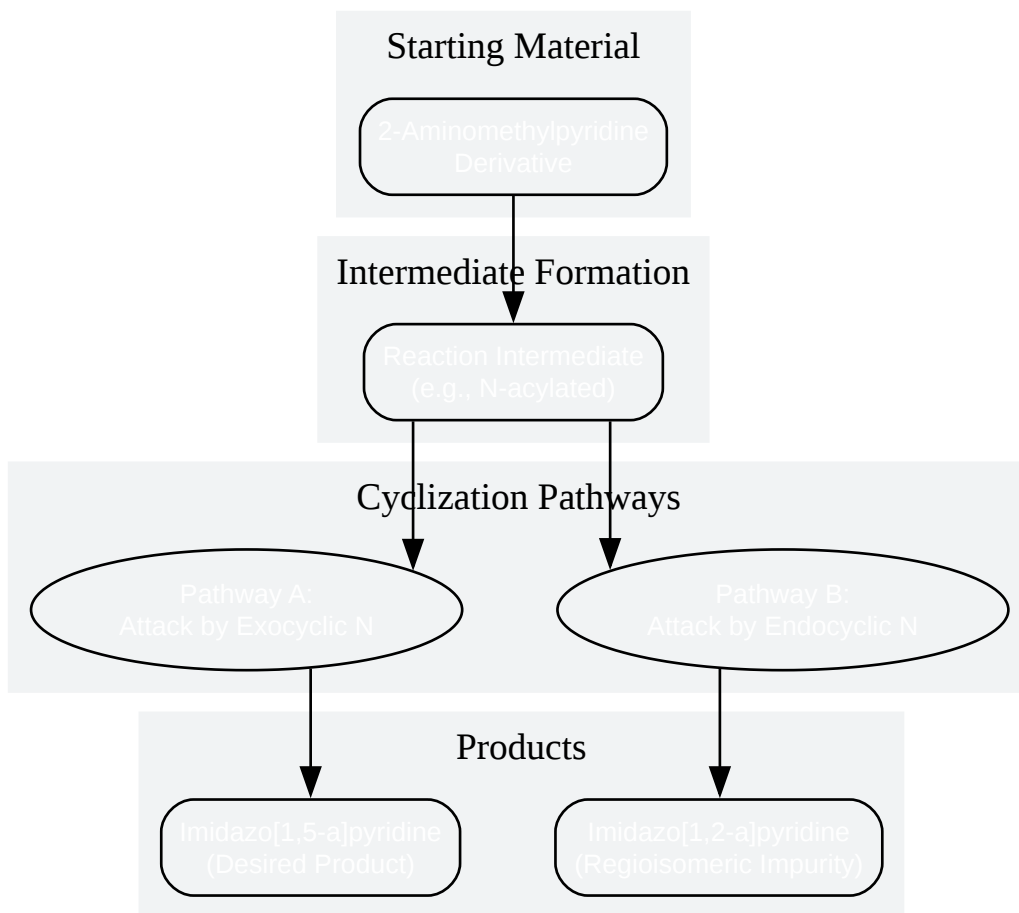 Starting Material
2-Aminomethylpyridine
Derivative
Intermediate Formation
Reaction Intermediate
(e.g., N-acylated)
Cyclization Pathways
Pathway A:
Attack by Exocyclic N
Pathway B:
Attack by Endocyclic N
Products
Imidazo[1,5-a]pyridine
(Desired Product)
Imidazo[1,2-a]pyridine
(Regioisomeric Impurity)